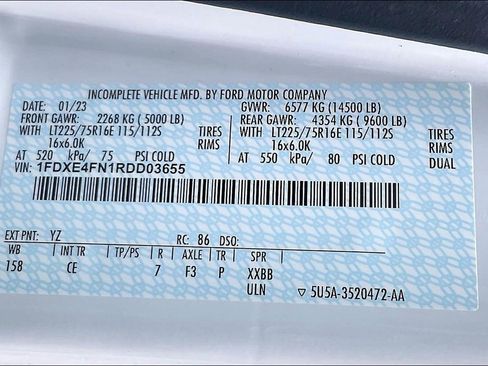 INCOMPLETE VEHICLE MFD. BY FORD MOTOR COMPANY
DATE: 01/23 GVWR: 6577 KG (14500 LB)
FRONT GAWR: 2268 KG ( 5000 LB) REAR GAWR: 4354 KG ( 9600 LB)
WITH LT225/75R16E 115/112S TIRES WITH LT225/75R16E 115/112S TIRES
16x6.0K RIMS 16x6.0K RIMS
AT 520 kPa/ 75 PSI COLD AT 550 kPa/ 80 PSI COLD DUAL
VIN: 1FDXE4FN1RDD03655
EXT PNT: YZ RC: 86 DSO:
WB INT TR TP/PS R AXLE TR SPR
158 CE 7 F3 P XXBB
ULN ▽ 5U5A-3520472-AA